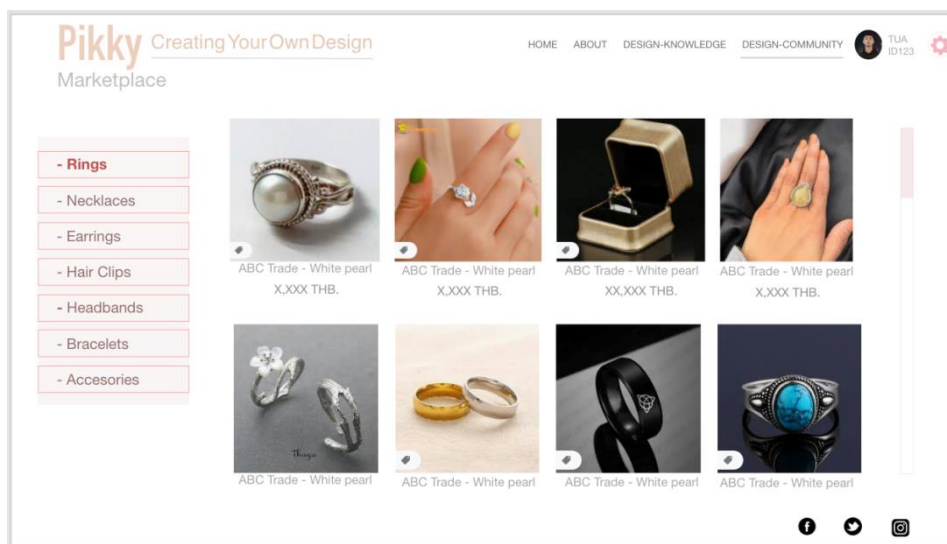 Pikky Creating Your Own Design
Marketplace
HOME ABOUT DESIGN-KNOWLEDGE DESIGN-COMMUNITY
TUA
ID123
- Rings
- Necklaces
- Earrings
- Hair Clips
- Headbands
- Bracelets
- Accesories
ABC Trade - White pearl
X,XXX THB.
ABC Trade - White pearl
X,XXX THB.
ABC Trade - White pearl
XX,XXX THB.
ABC Trade - White pearl
X,XXX THB.
Thaya
ABC Trade - White pearl
ABC Trade - White pearl
ABC Trade - White pearl
ABC Trade - White pearl